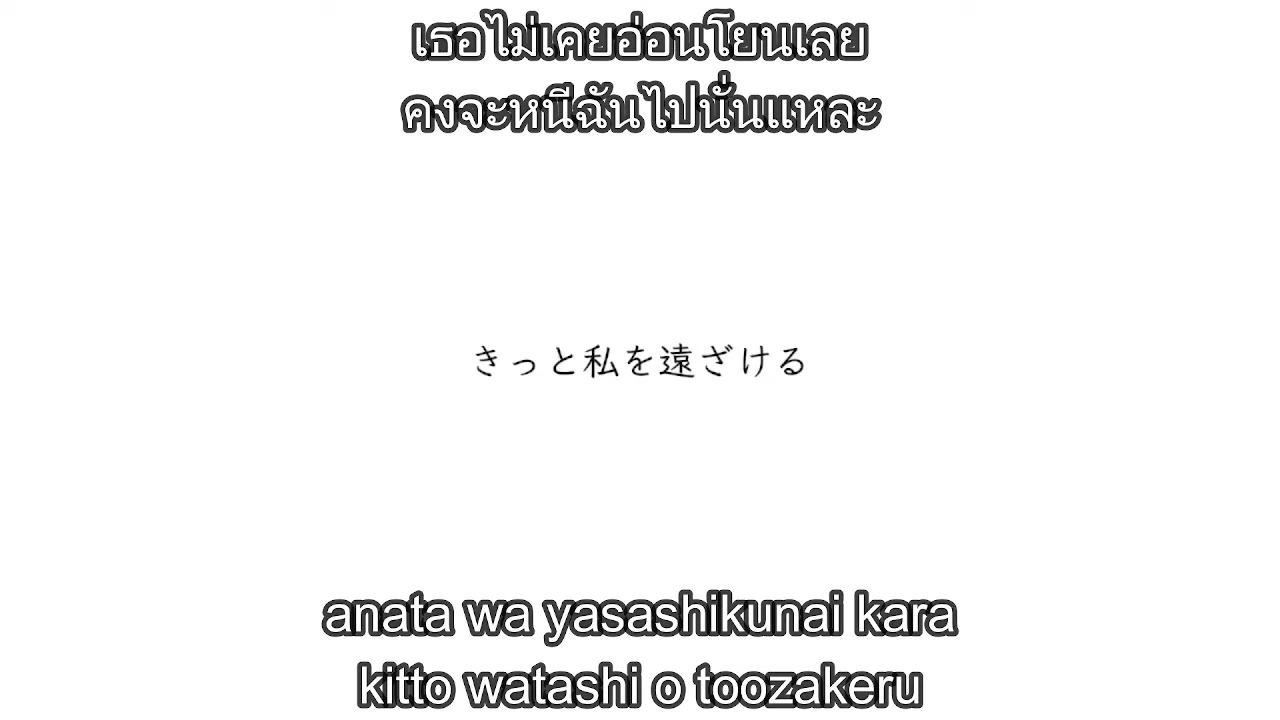 เธอไม่เคยอ่อนโยนเลย
คงจะหนีฉันไปนั่นแหละ
きっと私を遠ざける
anata wa yasashikunai kara
kitto watashi o toozakeru